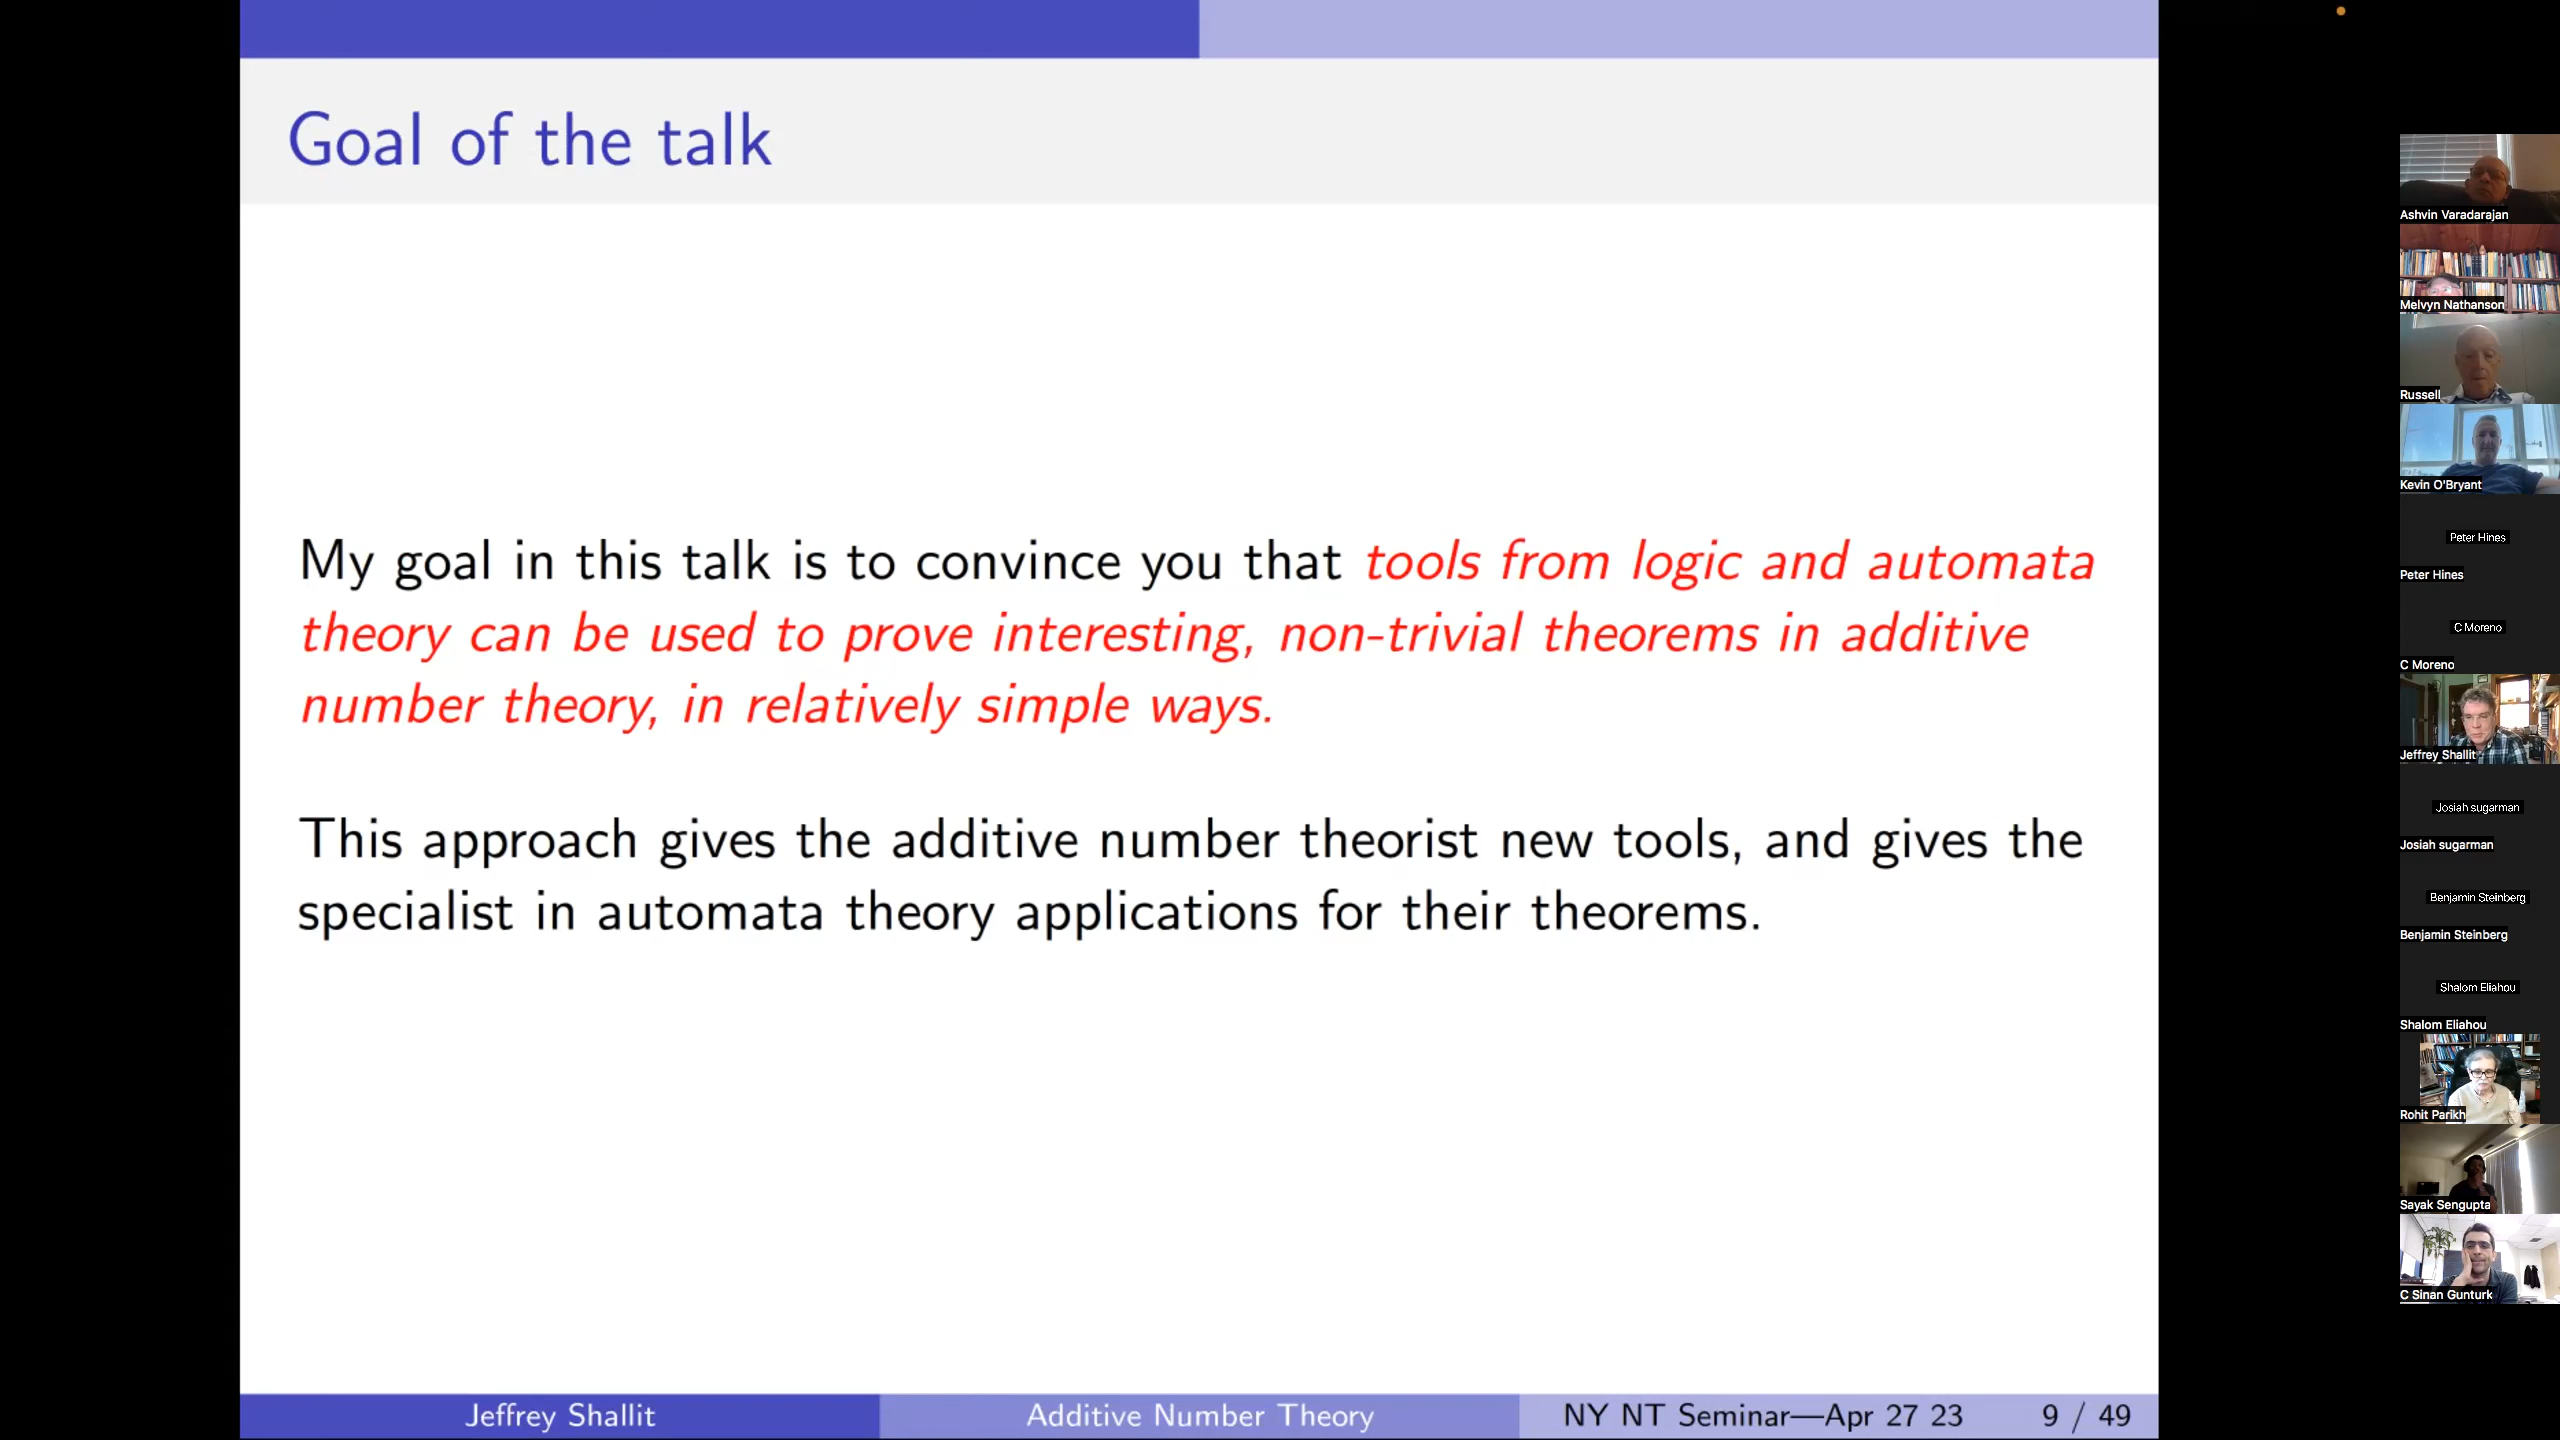 Goal of the talk
My goal in this talk is to convince you that tools from logic and automata
theory can be used to prove interesting, non-trivial theorems in additive
number theory, in relatively simple ways.
This approach gives the additive number theorist new tools, and gives the
specialist in automata theory applications for their theorems.
Jeffrey Shallit
Additive Number Theory
NY NT Seminar—Apr 27 23
9 / 49
Ashvin Varadarajan
Melvyn Nathanson
Russell
Kevin O'Bryant
Peter Hines
Peter Hines
C Moreno
C Moreno
Jeffrey Shallit
Josiah sugarman
Josiah sugarman
Benjamin Steinberg
Benjamin Steinberg
Shalom Eliahou
Shalom Eliahou
Rohit Parikh
Sayak Sengupta
C Sinan Gunturk